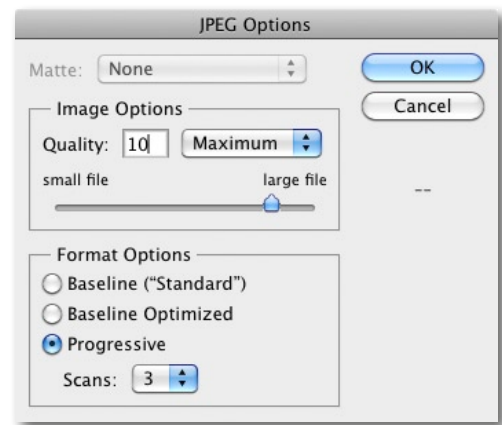 JPEG Options
Matte: None
OK
Image Options
Cancel
Quality: 10 Maximum
small file large file
--
Format Options
Baseline (“Standard”)
Baseline Optimized
Progressive
Scans: 3